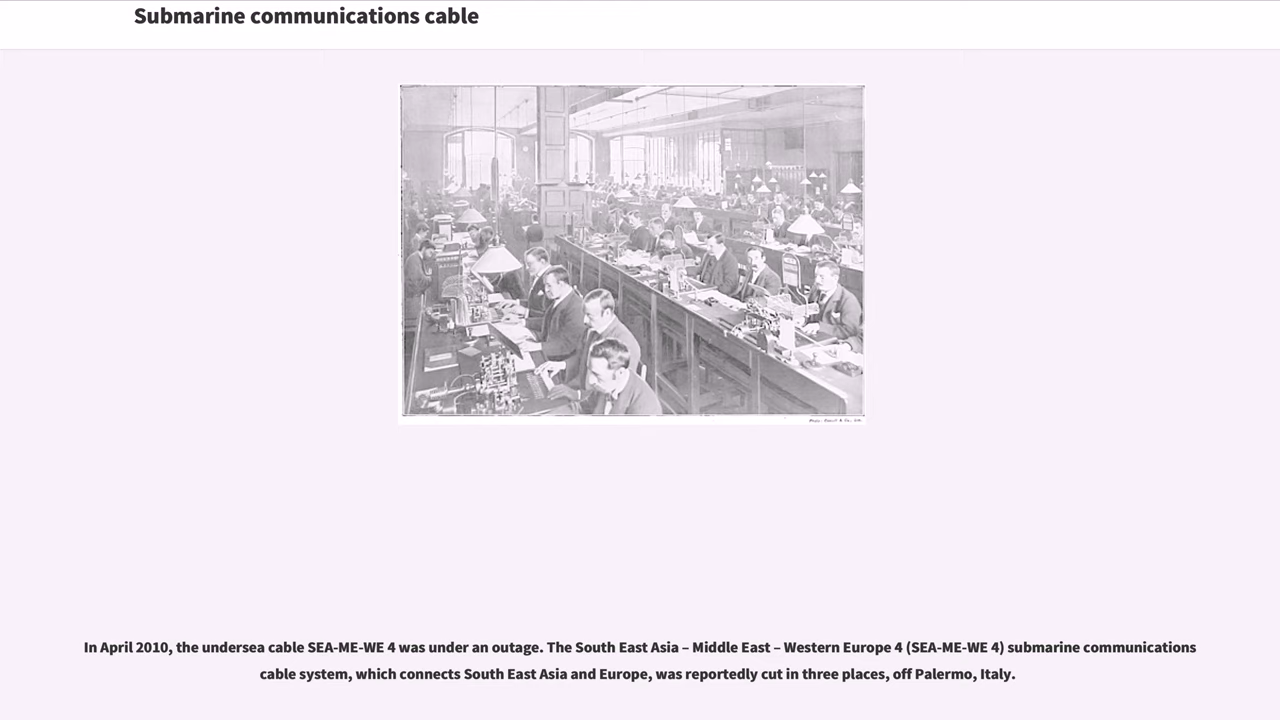 Submarine communications cable
In April 2010, the undersea cable SEA-ME-WE 4 was under an outage. The South East Asia – Middle East – Western Europe 4 (SEA-ME-WE 4) submarine communications
cable system, which connects South East Asia and Europe, was reportedly cut in three places, off Palermo, Italy.